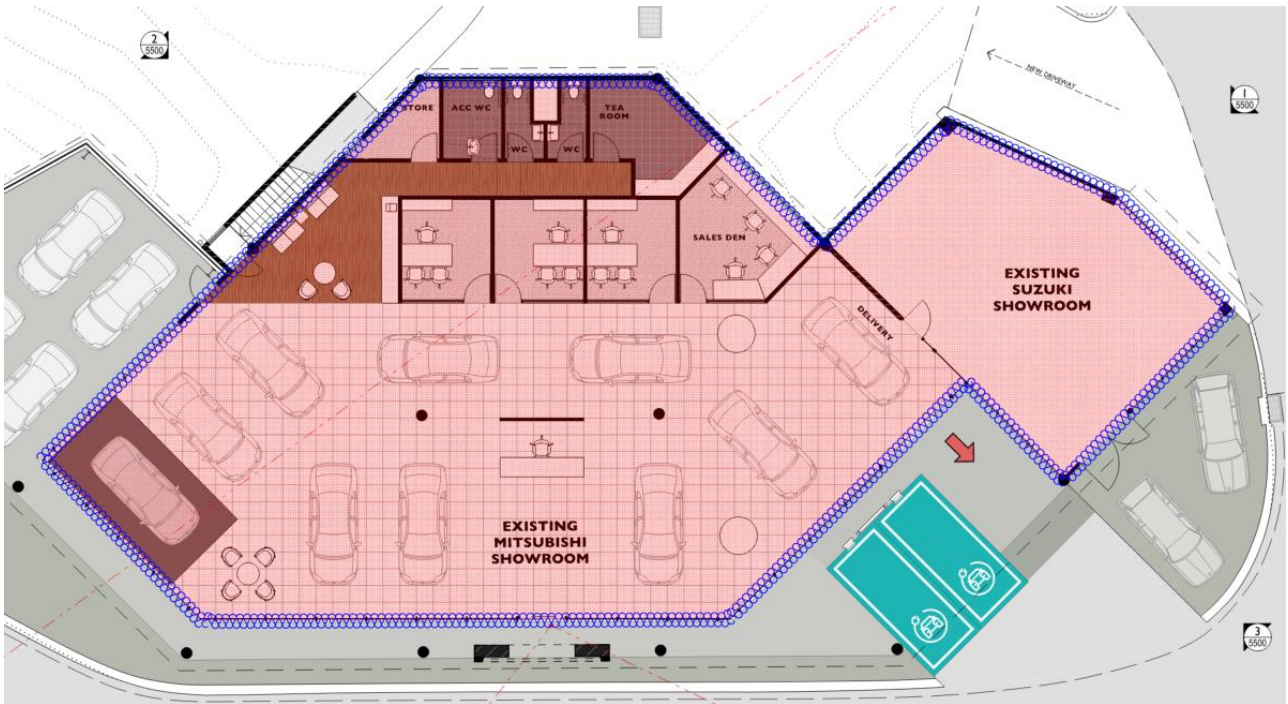 2
5500
NEW DRIVEWAY
1
5500
STORE
ACC WC
WC
WC
TEA
ROOM
SALES DEN
DELIVERY
EXISTING
SUZUKI
SHOWROOM
EXISTING
MITSUBISHI
SHOWROOM
3
5500